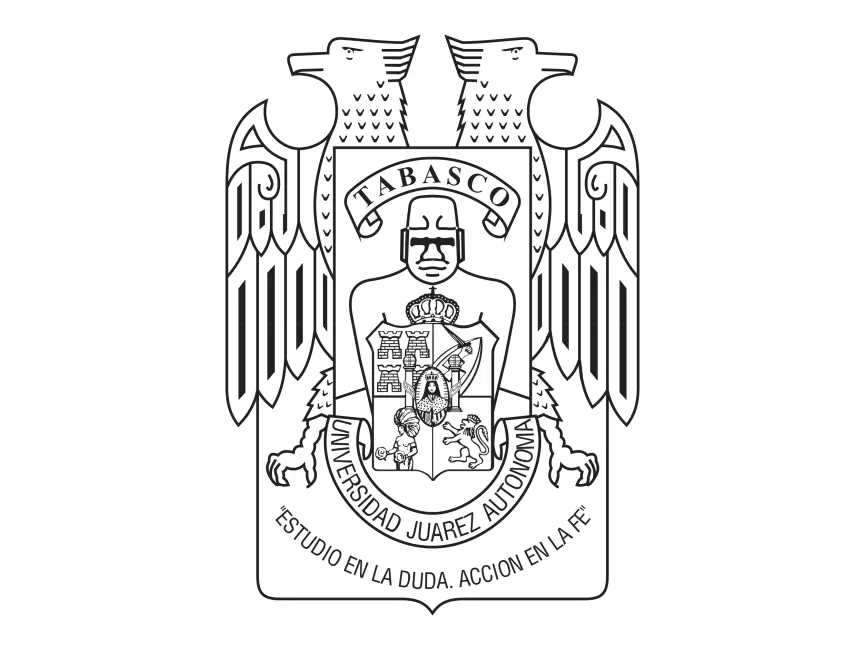 TABASCO
UNIVERSIDAD JUAREZ AUTONOMA
"ESTUDIO EN LA DUDA. ACCION EN LA FE"